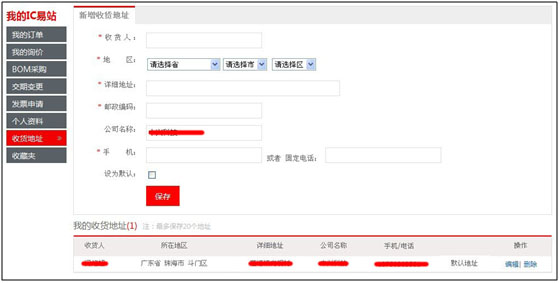 我的IC易站
我的订单
我的询价
BOM采购
交期变更
发票申请
个人资料
收货地址 »
收藏夹
新增收货地址
* 收 货 人：
* 地 区： 请选择省 请选择市 请选择区
* 详细地址：
* 邮政编码：
公司名称：
* 手 机： 或者 固定电话：
设为默认：
保存
我的收货地址(1) 注：最多保存20个地址
收货人 所在地区 详细地址 公司名称 手机/电话 操作
广东省 珠海市 斗门区 默认地址 编辑| 删除